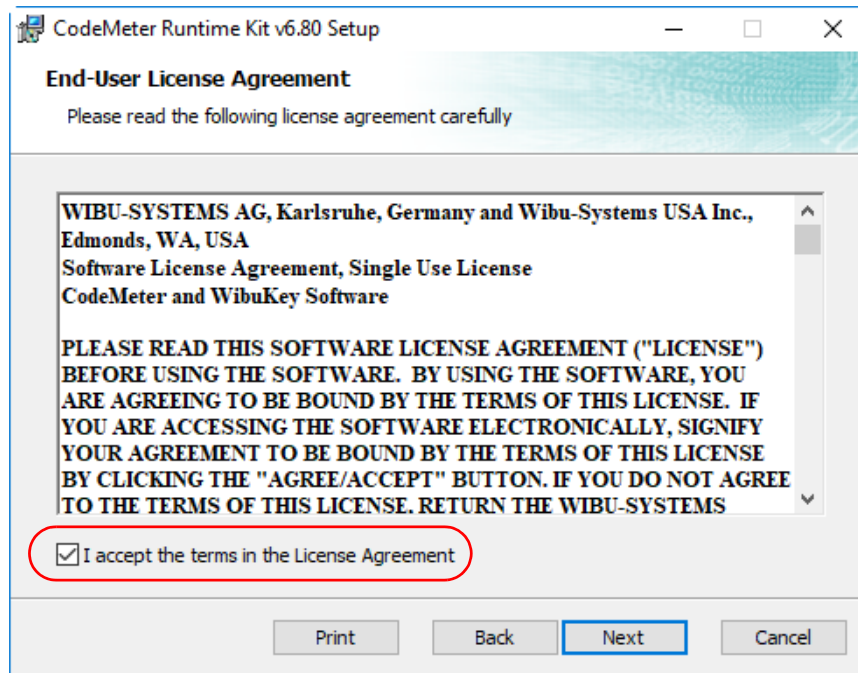 CodeMeter Runtime Kit v6.80 Setup
End-User License Agreement
Please read the following license agreement carefully
WIBU-SYSTEMS AG, Karlsruhe, Germany and Wibu-Systems USA Inc.,
Edmonds, WA, USA
Software License Agreement, Single Use License
CodeMeter and WibuKey Software
PLEASE READ THIS SOFTWARE LICENSE AGREEMENT ("LICENSE")
BEFORE USING THE SOFTWARE.  BY USING THE SOFTWARE, YOU
ARE AGREEING TO BE BOUND BY THE TERMS OF THIS LICENSE.  IF
YOU ARE ACCESSING THE SOFTWARE ELECTRONICALLY, SIGNIFY
YOUR AGREEMENT TO BE BOUND BY THE TERMS OF THIS LICENSE
BY CLICKING THE "AGREE/ACCEPT" BUTTON. IF YOU DO NOT AGREE
TO THE TERMS OF THIS LICENSE, RETURN THE WIBU-SYSTEMS
I accept the terms in the License Agreement
Print Back Next Cancel